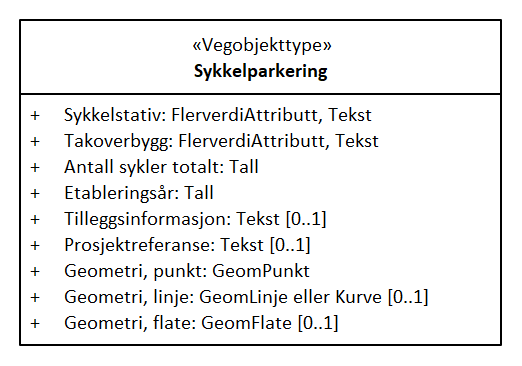 «Vegobjekttype»
Sykkelparkering
+ Sykkelstativ: FlerverdiAttributt, Tekst
+ Takoverbygg: FlerverdiAttributt, Tekst
+ Antall sykler totalt: Tall
+ Etableringsår: Tall
+ Tilleggsinformasjon: Tekst [0..1]
+ Prosjektreferanse: Tekst [0..1]
+ Geometri, punkt: GeomPunkt
+ Geometri, linje: GeomLinje eller Kurve [0..1]
+ Geometri, flate: GeomFlate [0..1]